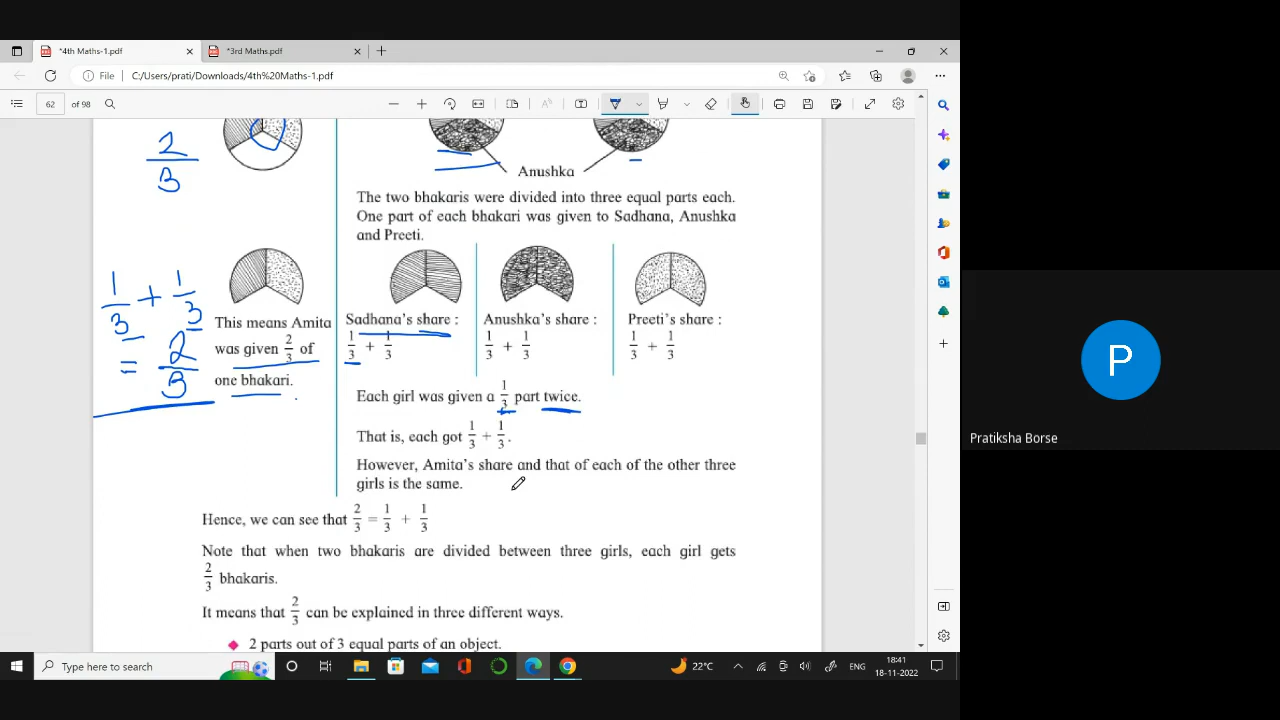 *4th Maths-1.pdf
*3rd Maths.pdf
File
C:/Users/prati/Downloads/4th%20Maths-1.pdf
62 of 98
2/3
Anushka
The two bhakaris were divided into three equal parts each.
One part of each bhakari was given to Sadhana, Anushka
and Preeti.
1/3 + 1/3
= 2/3
This means Amita
was given 2/3 of
one bhakari.
Sadhana's share :
1/3 + 1/3
Anushka's share :
1/3 + 1/3
Preeti's share :
1/3 + 1/3
Each girl was given a 1/3 part twice.
That is, each got 1/3 + 1/3.
However, Amita's share and that of each of the other three
girls is the same.
Hence, we can see that 2/3 = 1/3 + 1/3
Note that when two bhakaris are divided between three girls, each girl gets
2/3 bhakaris.
It means that 2/3 can be explained in three different ways.
2 parts out of 3 equal parts of an object.
P
Pratiksha Borse
Type here to search
22°C
ENG
18:41
18-11-2022